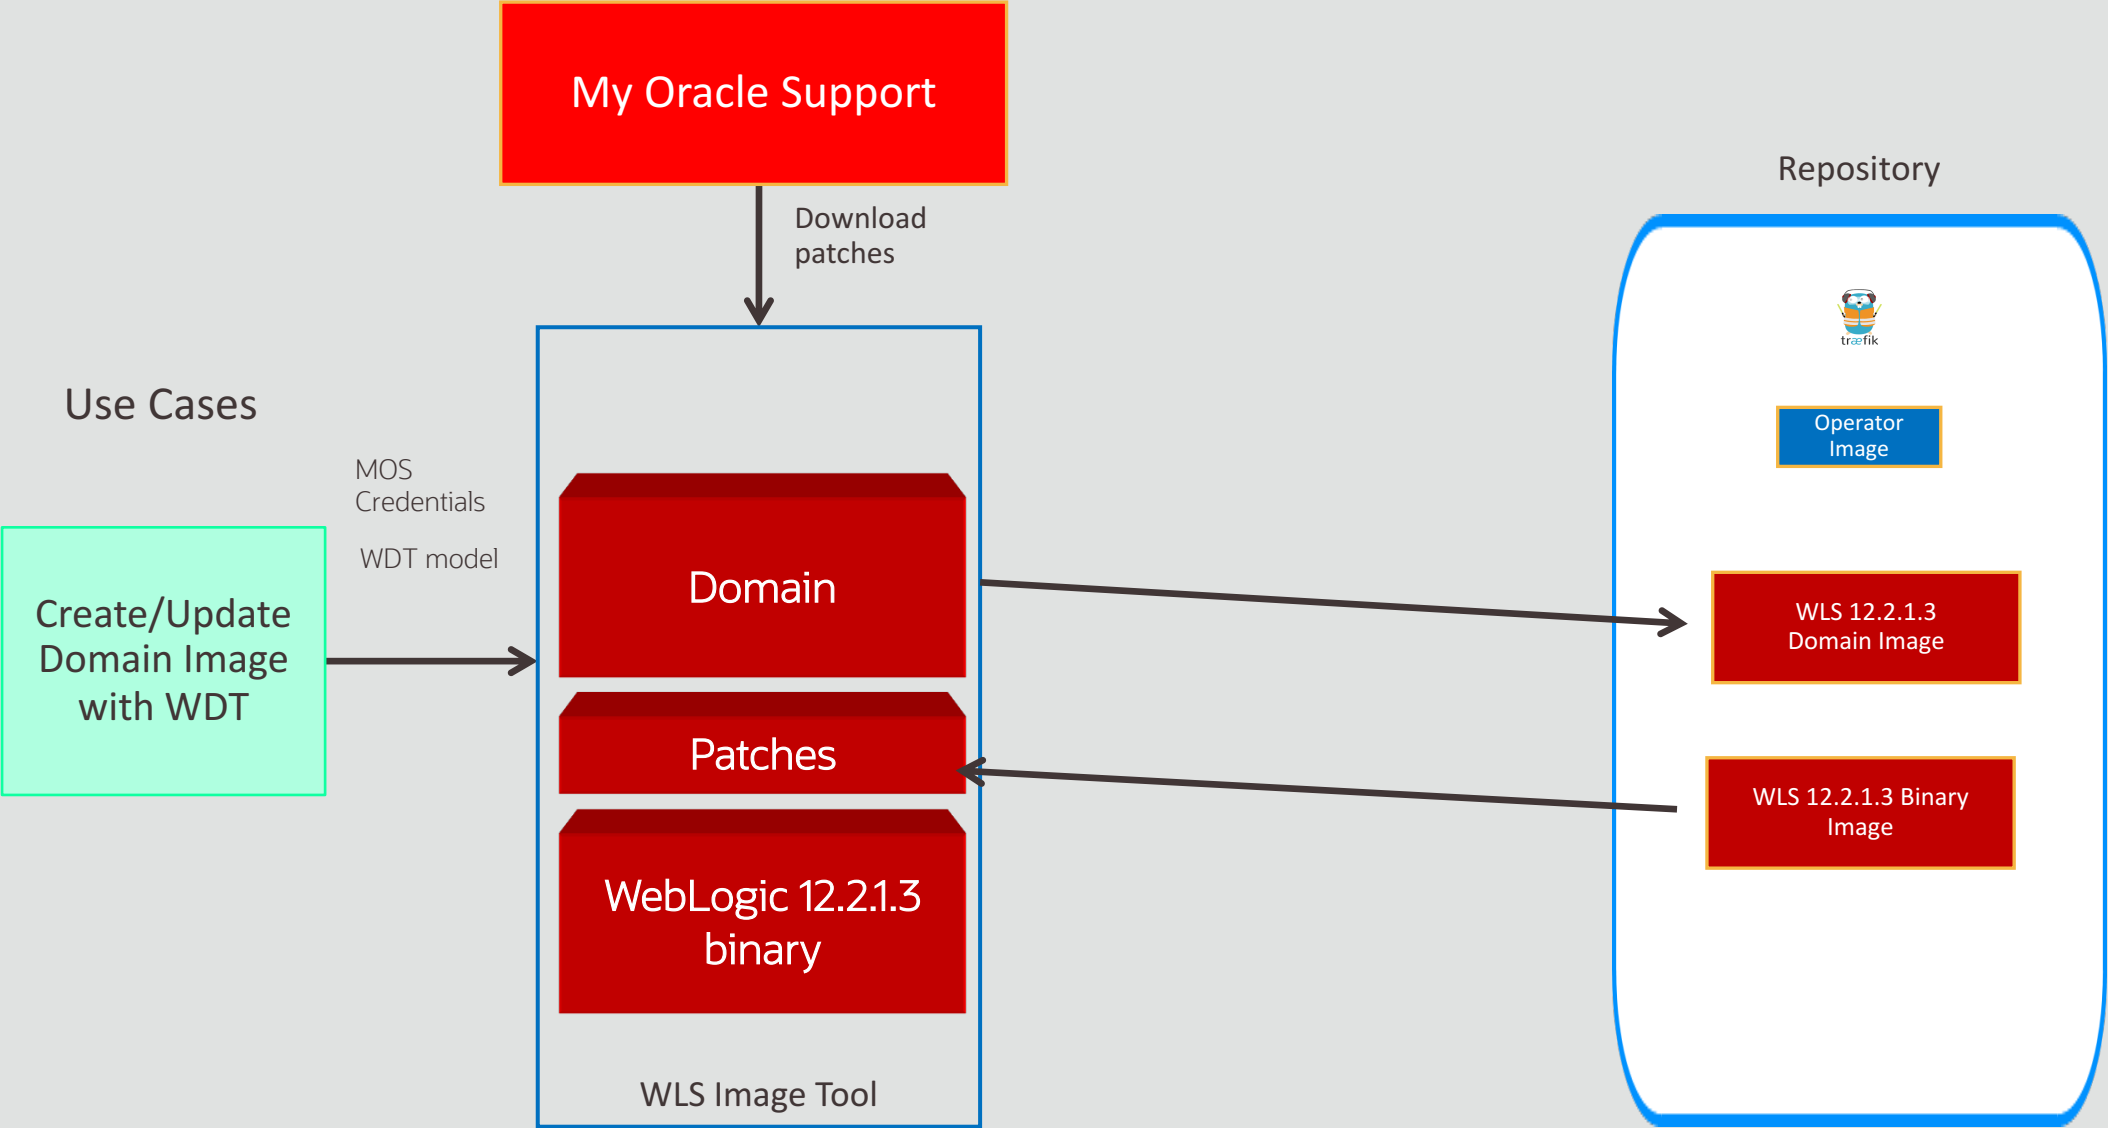 My Oracle Support
Download
patches
Repository
træfik
Use Cases
MOS
Credentials
WDT model
Create/Update
Domain Image
with WDT
Domain
Patches
WebLogic 12.2.1.3
binary
WLS Image Tool
Operator
Image
WLS 12.2.1.3
Domain Image
WLS 12.2.1.3 Binary
Image